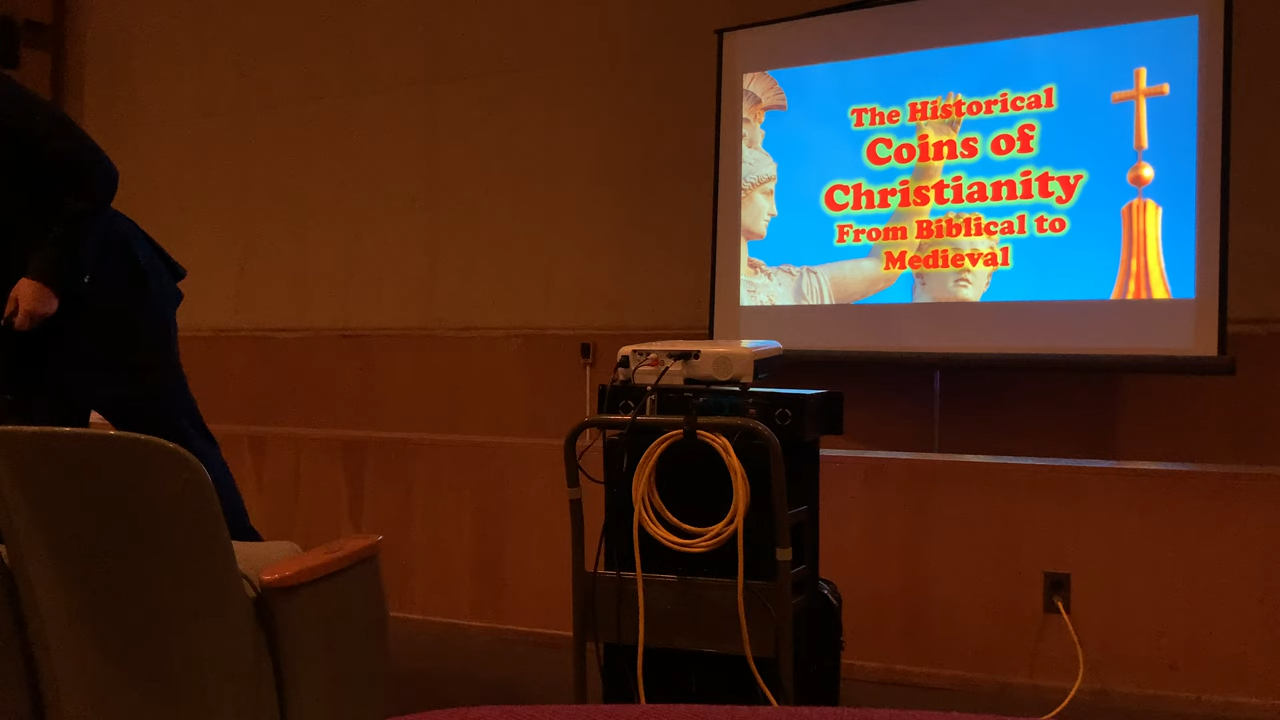 The Historical
Coins of
Christianity
From Biblical to
Medieval